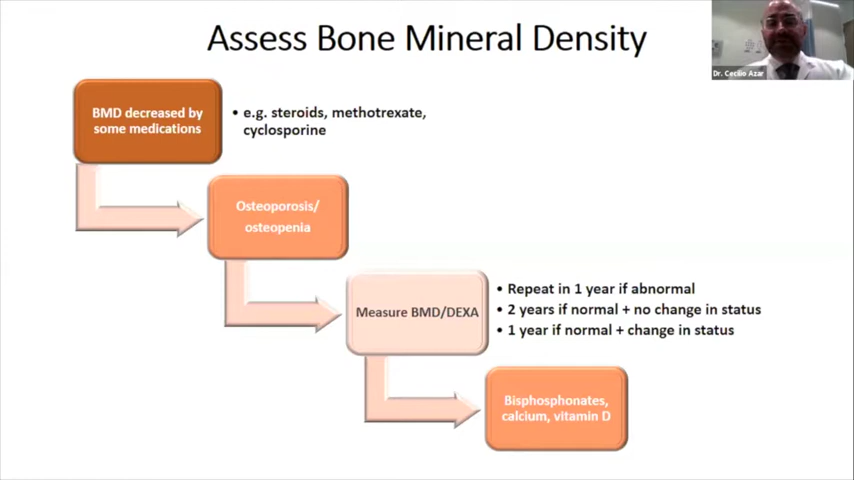 Assess Bone Mineral Density
Dr. Cecilio Azar
BMD decreased by
some medications
• e.g. steroids, methotrexate,
cyclosporine
Osteoporosis/
osteopenia
Measure BMD/DEXA
• Repeat in 1 year if abnormal
• 2 years if normal + no change in status
• 1 year if normal + change in status
Bisphosphonates,
calcium, vitamin D